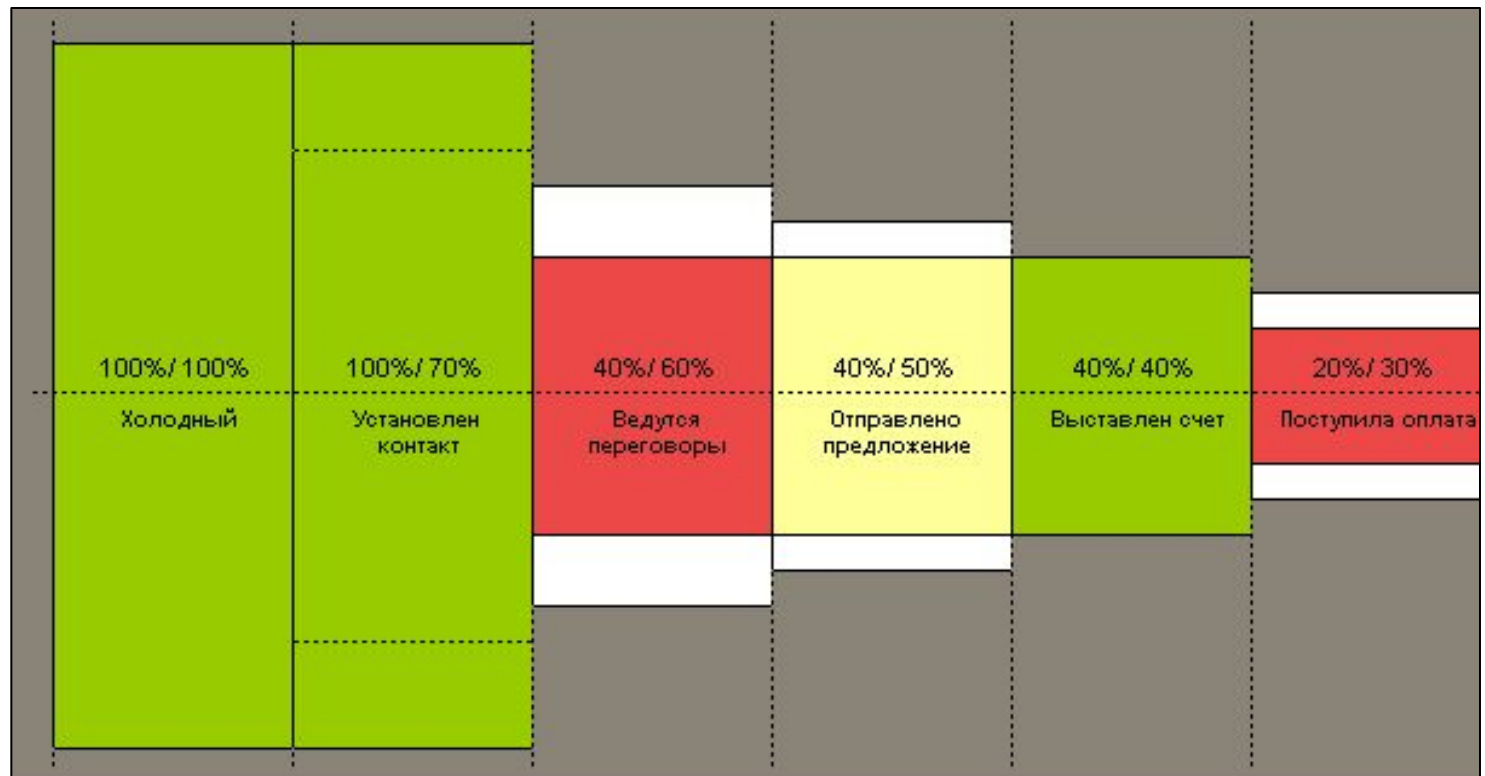 100%/ 100%
100%/ 70%
40%/ 60%
40%/ 50%
40%/ 40%
20%/ 30%
Холодный
Установлен
контакт
Ведутся
переговоры
Отправлено
предложение
Выставлен счет
Поступила оплата